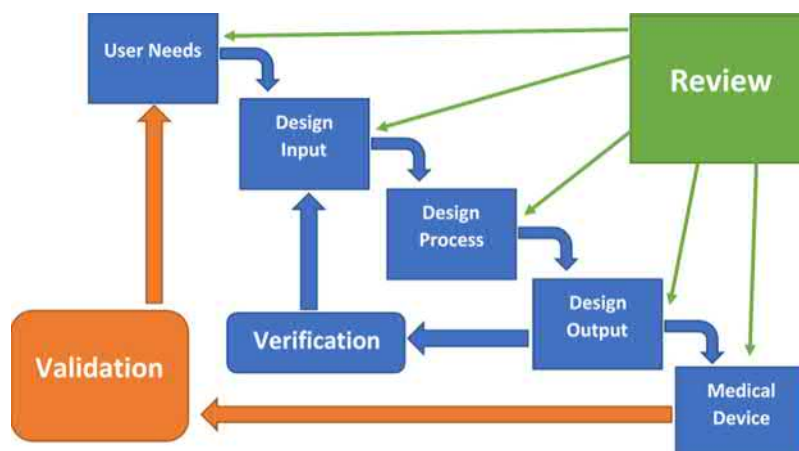 User Needs
Review
Design
Input
Design
Process
Design
Output
Verification
Validation
Medical
Device